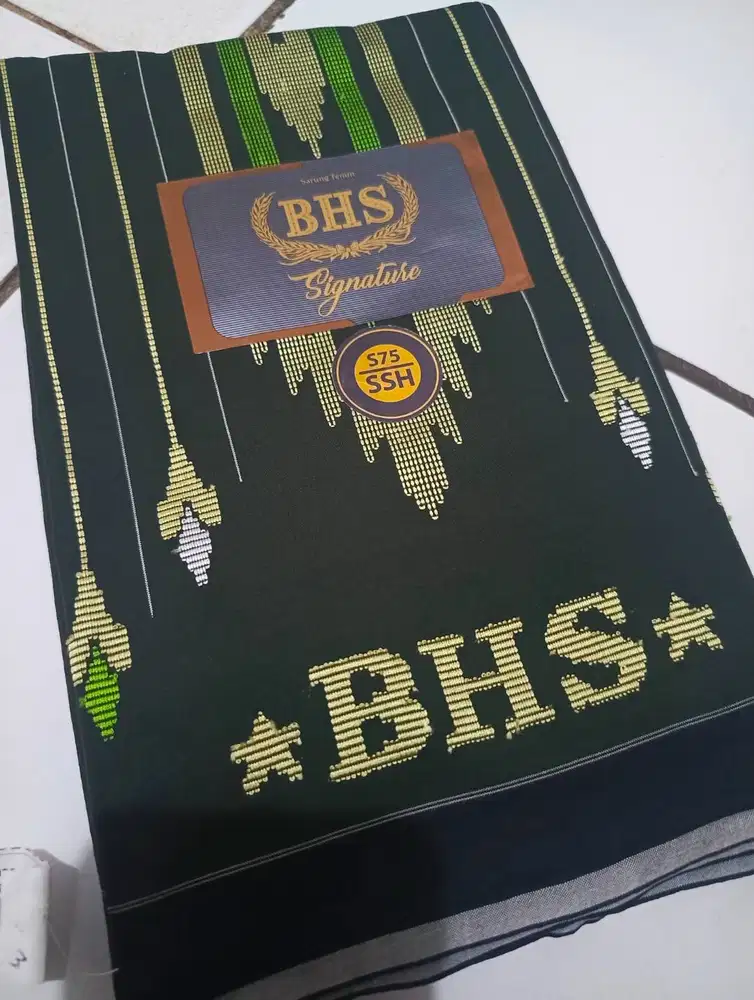 Sarung Tenun
BHS
Signature
S75
SSH
★BHS★